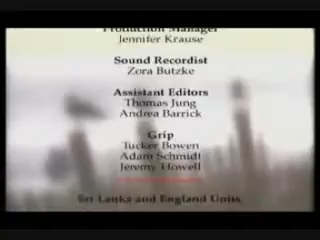 Production Manager
Jennifer Krause
Sound Recordist
Zora Butzke
Assistant Editors
Thomas Jung
Andrea Barrick
Grip
Tucker Bowen
Adam Schmidt
Jeremy Howell
Sri Lanka and England Units